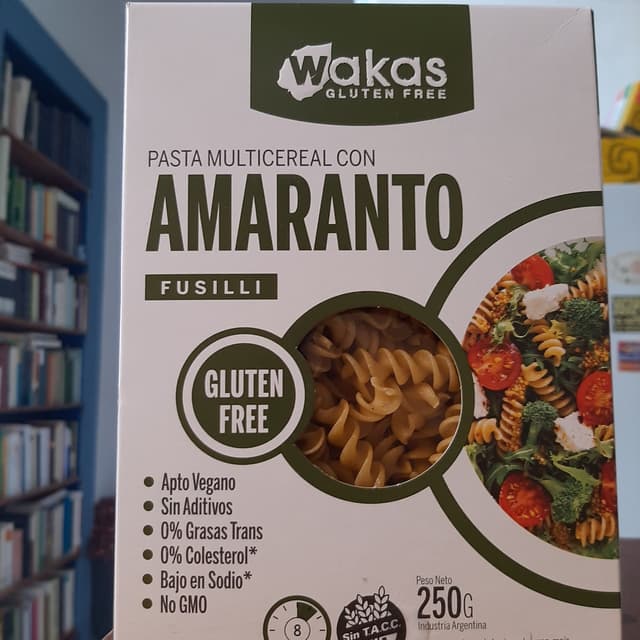 wakas
GLUTEN FREE
PASTA MULTICEREAL CON
AMARANTO
FUSILLI
GLUTEN
FREE
Apto Vegano
Sin Aditivos
0% Grasas Trans
0% Colesterol*
Bajo en Sodio*
No GMO
8
Sin T.A.C.C.
Peso Neto
250G
Industria Argentina